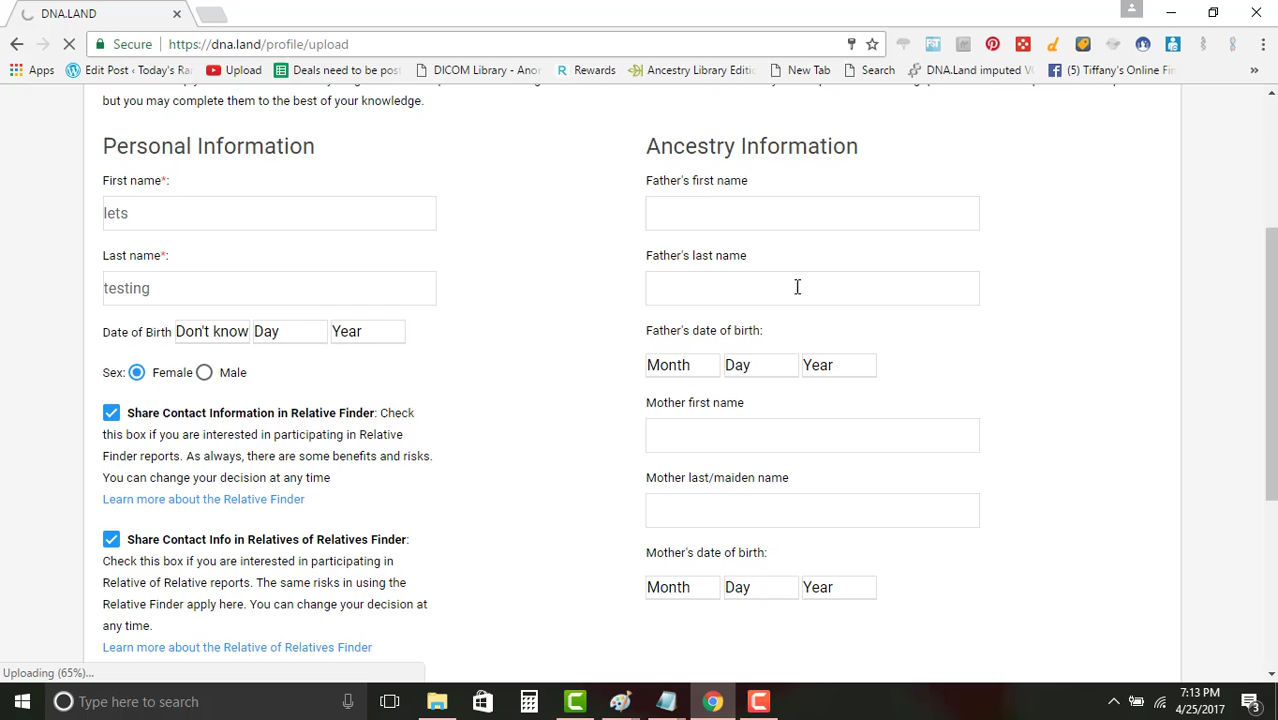 DNA.LAND
Secure https://dna.land/profile/upload
Apps Edit Post ‹ Today's Ra Upload Deals need to be post DICOM Library - Anor Rewards Ancestry Library Editi New Tab Search DNA.Land imputed VC (5) Tiffany's Online Fin »
but you may complete them to the best of your knowledge.
Personal Information
First name*:
lets
Last name*:
testing
Date of Birth Don't know Day Year
Sex: Female Male
Share Contact Information in Relative Finder: Check
this box if you are interested in participating in Relative
Finder reports. As always, there are some benefits and risks.
You can change your decision at any time
Learn more about the Relative Finder
Share Contact Info in Relatives of Relatives Finder:
Check this box if you are interested in participating in
Relative of Relative reports. The same risks in using the
Relative Finder apply here. You can change your decision at
any time.
Learn more about the Relative of Relatives Finder
Ancestry Information
Father's first name
Father's last name
Father's date of birth:
Month Day Year
Mother first name
Mother last/maiden name
Mother's date of birth:
Month Day Year
Uploading (65%)...
Type here to search
7:13 PM
4/25/2017
3